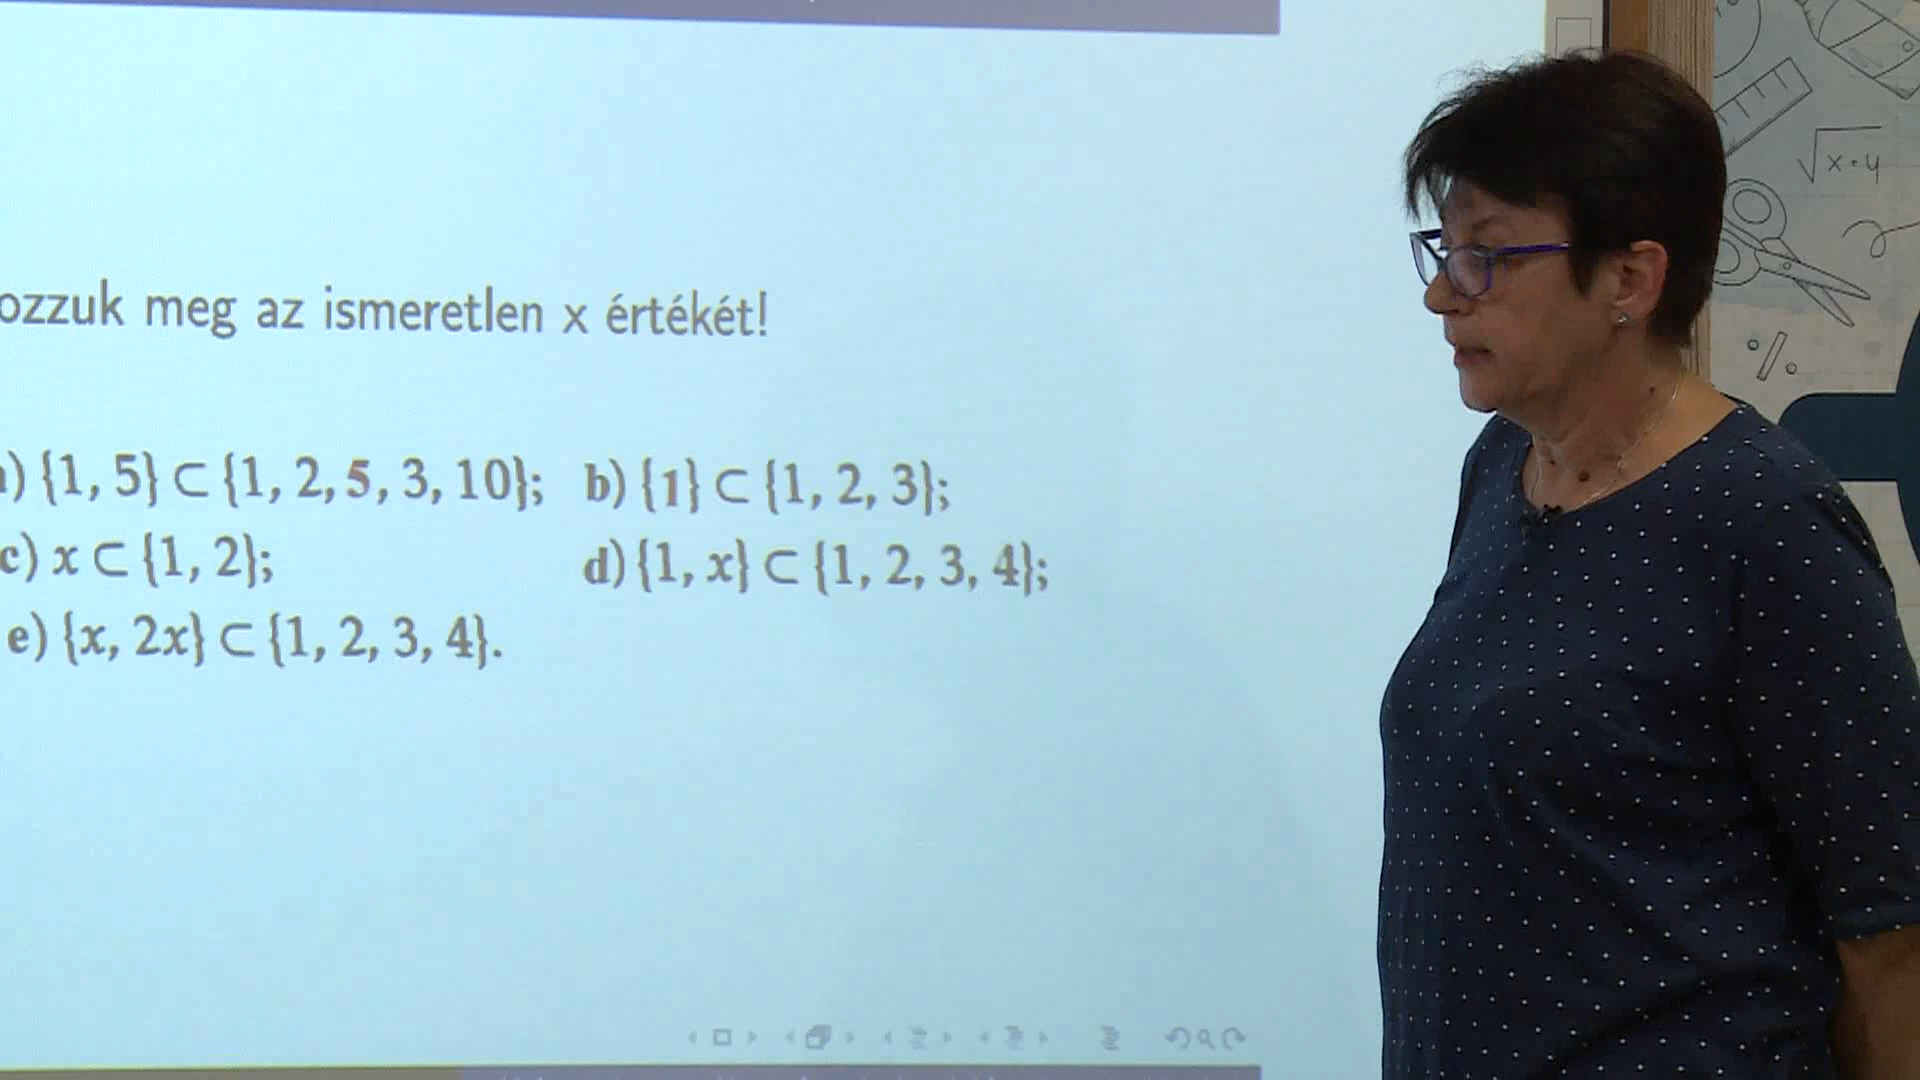 meg az ismeretlen x értékét!
{1, 5} ⊂ {1, 2, 5, 3, 10}; b) {1} ⊂ {1, 2, 3};
c) x ⊂ {1, 2}; d) {1, x} ⊂ {1, 2, 3, 4};
e) {x, 2x} ⊂ {1, 2, 3, 4}.
√x+y
%